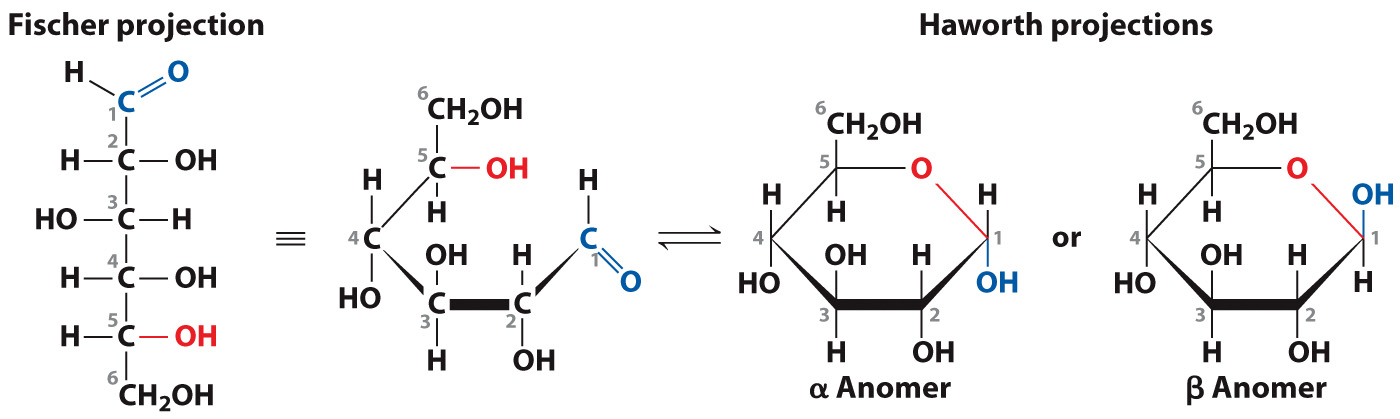 Fischer projection
Haworth projections
H O
1 C
2
H C OH
3
HO C H
4
H C OH
5
H C OH
6
CH₂OH
≡
6
CH₂OH
5
C OH
H H H
4 C C
1
OH H O
HO C C
3 2
H OH
⇌
6
CH₂OH
5 O
H H H
4 1
OH H
HO OH
3 2
H OH
α Anomer
or
6
CH₂OH
5 O OH
H H
4 1
OH H
HO H
3 2
H OH
β Anomer